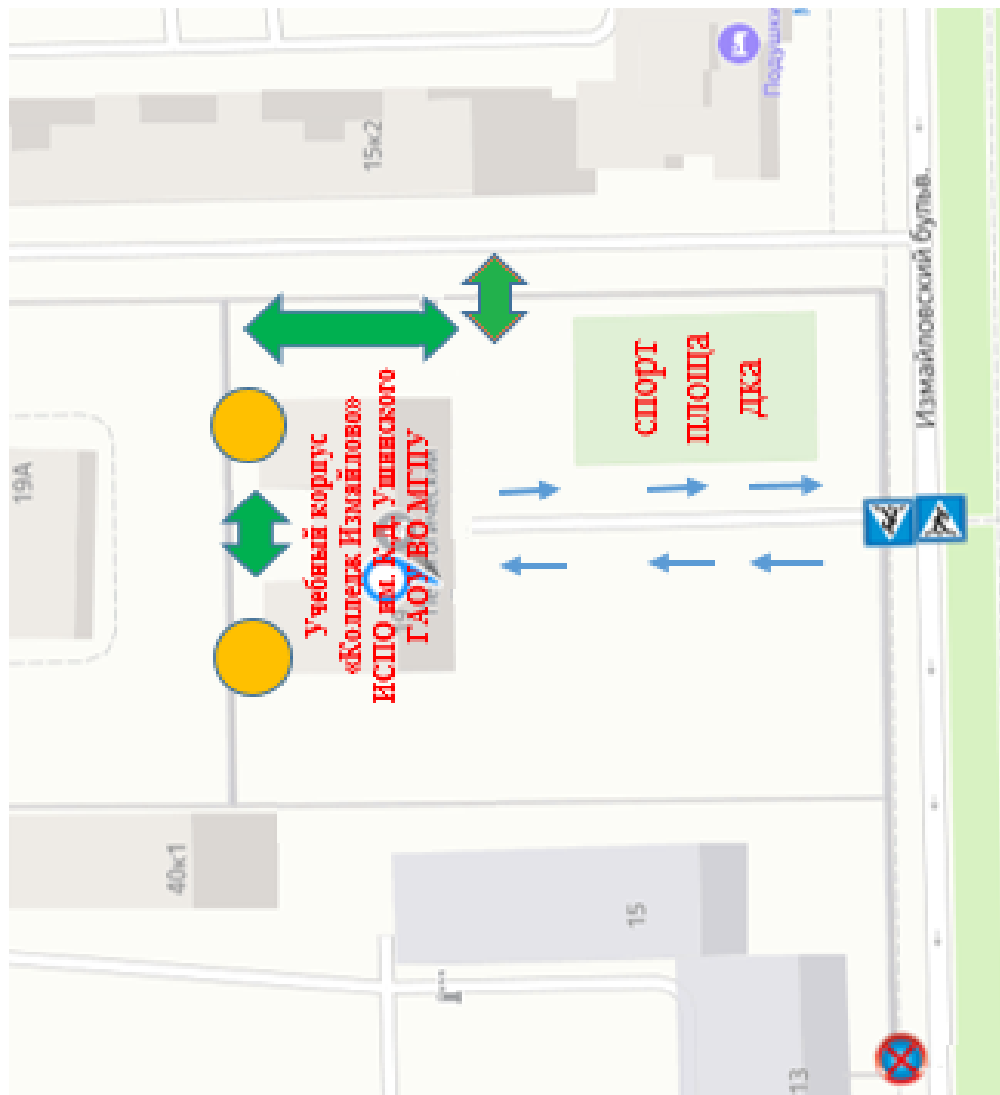 Подушки
15к2
Измайловский бульв.
19А
спорт
площа
дка
Учебный корпус
«Колледж Измайлово»
ИСПО им. К.Д. Ушинского
ГАОУ ВО МГПУ
40к1
15
13